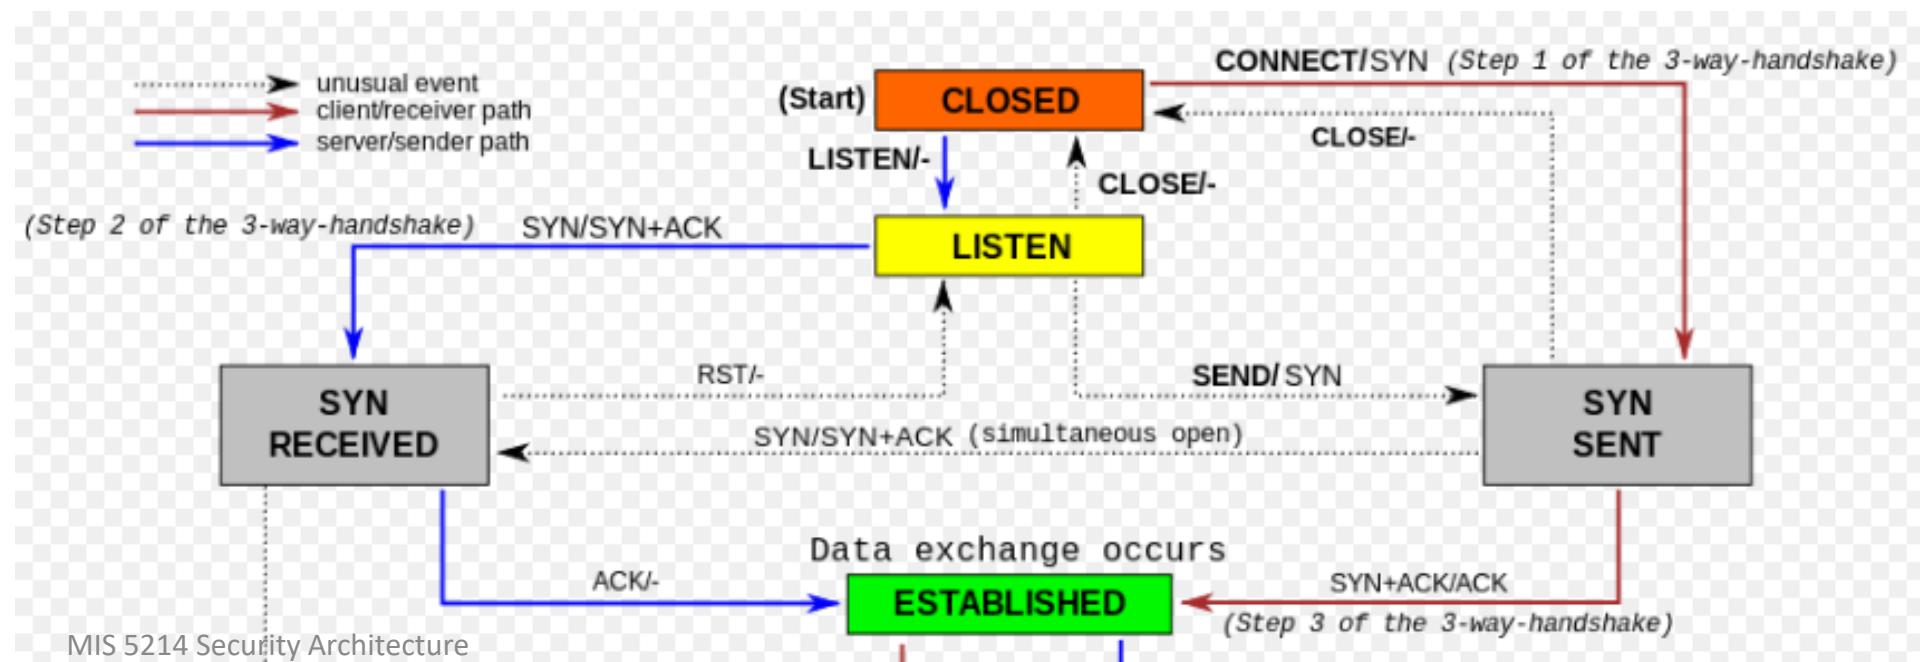 CONNECT/SYN (Step 1 of the 3-way-handshake)
unusual event
client/receiver path
server/sender path
(Start)
CLOSED
CLOSE/-
LISTEN/-
CLOSE/-
(Step 2 of the 3-way-handshake)
SYN/SYN+ACK
LISTEN
RST/-
SEND/ SYN
SYN
RECEIVED
SYN
SENT
SYN/SYN+ACK (simultaneous open)
Data exchange occurs
ACK/-
ESTABLISHED
SYN+ACK/ACK
(Step 3 of the 3-way-handshake)
MIS 5214 Security Architecture